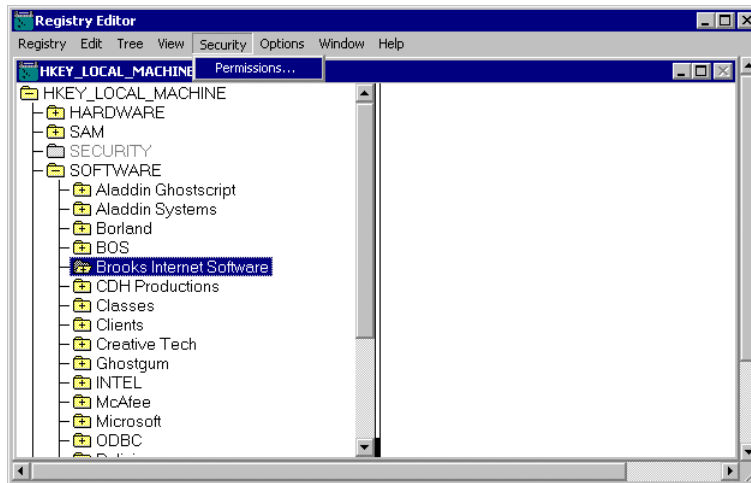 Registry Editor
Registry Edit Tree View Security Options Window Help
Permissions...
HKEY_LOCAL_MACHINE
HKEY_LOCAL_MACHINE
HARDWARE
SAM
SECURITY
SOFTWARE
Aladdin Ghostscript
Aladdin Systems
Borland
BOS
Brooks Internet Software
CDH Productions
Classes
Clients
Creative Tech
Ghostgum
INTEL
McAfee
Microsoft
ODBC